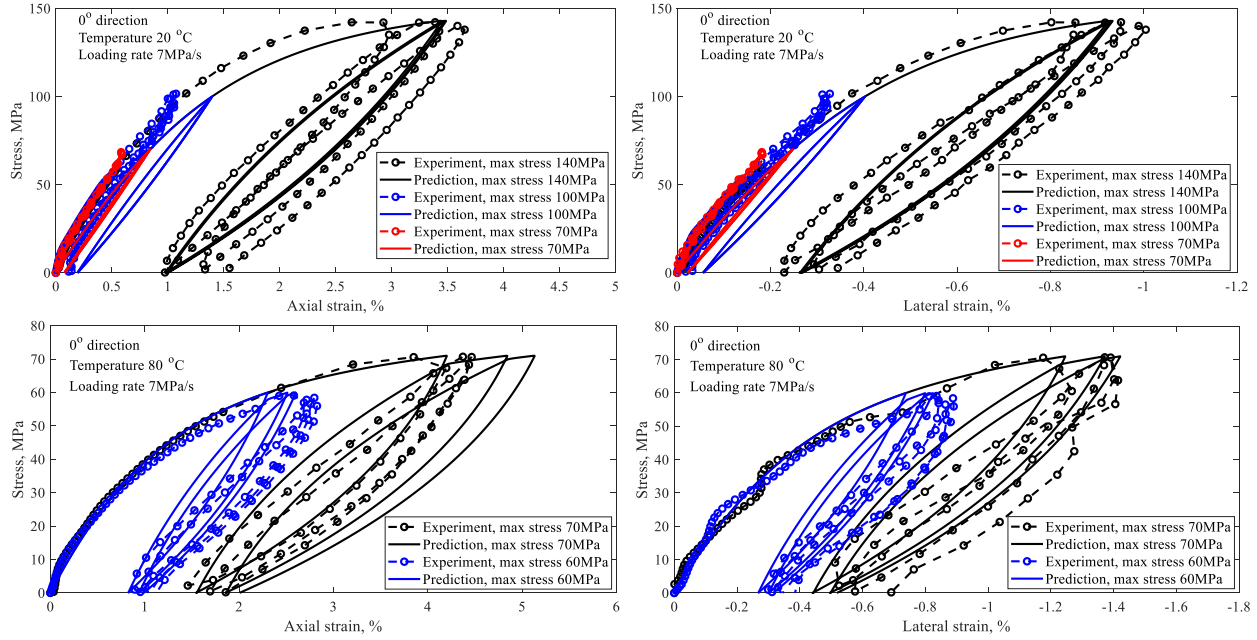 150
100
50
0
Stress, MPa
0° direction
Temperature 20 °C
Loading rate 7MPa/s
Experiment, max stress 140MPa
Prediction, max stress 140MPa
Experiment, max stress 100MPa
Prediction, max stress 100MPa
Experiment, max stress 70MPa
Prediction, max stress 70MPa
0 0.5 1 1.5 2 2.5 3 3.5 4 4.5 5
Axial strain, %
150
100
50
0
Stress, MPa
0° direction
Temperature 20 °C
Loading rate 7MPa/s
Experiment, max stress 140MPa
Prediction, max stress 140MPa
Experiment, max stress 100MPa
Prediction, max stress 100MPa
Experiment, max stress 70MPa
Prediction, max stress 70MPa
0 -0.2 -0.4 -0.6 -0.8 -1 -1.2
Lateral strain, %
80
70
60
50
40
30
20
10
0
Stress, MPa
0° direction
Temperature 80 °C
Loading rate 7MPa/s
Experiment, max stress 70MPa
Prediction, max stress 70MPa
Experiment, max stress 60MPa
Prediction, max stress 60MPa
0 1 2 3 4 5 6
Axial strain, %
80
70
60
50
40
30
20
10
0
Stress, MPa
0° direction
Temperature 80 °C
Loading rate 7MPa/s
Experiment, max stress 70MPa
Prediction, max stress 70MPa
Experiment, max stress 60MPa
Prediction, max stress 60MPa
0 -0.2 -0.4 -0.6 -0.8 -1 -1.2 -1.4 -1.6 -1.8
Lateral strain, %